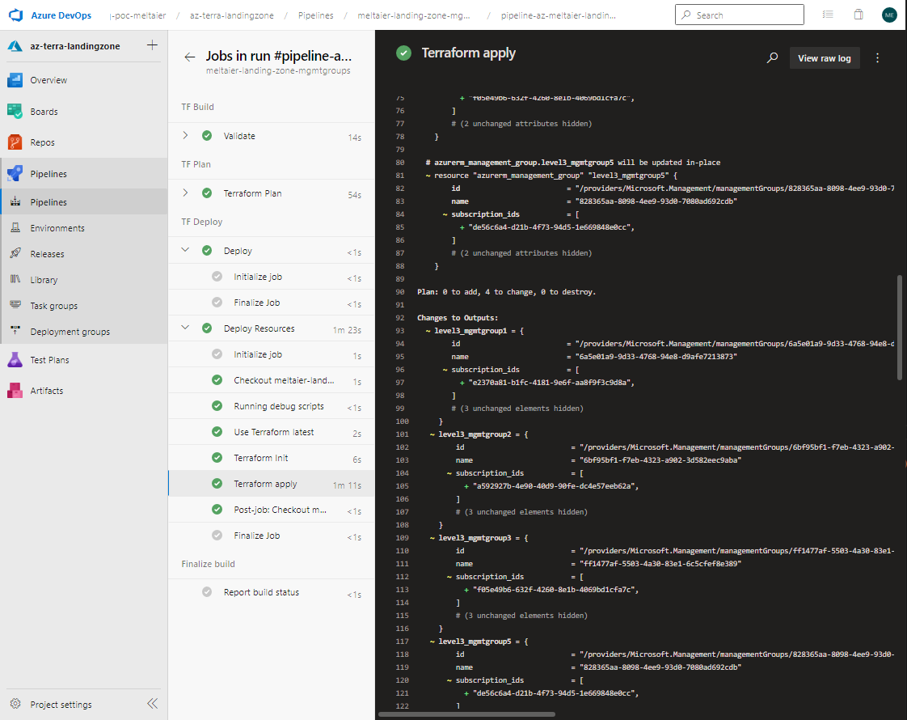 Azure DevOps
-poc-meltaier / az-terra-landingzone / Pipelines / meltaier-landing-zone-mg... / pipeline-az-meltaier-landin...
Search
ME
az-terra-landingzone
Overview
Boards
Repos
Pipelines
Pipelines
Environments
Releases
Library
Task groups
Deployment groups
Test Plans
Artifacts
Project settings
Jobs in run #pipeline-a...
meltaier-landing-zone-mgmtgroups
TF Build
Validate 14s
TF Plan
Terraform Plan 54s
TF Deploy
Deploy <1s
Initialize job <1s
Finalize Job <1s
Deploy Resources 1m 23s
Initialize job 1s
Checkout meltaier-land... 1s
Running debug scripts <1s
Use Terraform latest 2s
Terraform Init 6s
Terraform apply 1m 11s
Post-job: Checkout m... <1s
Finalize Job <1s
Finalize build
Report build status <1s
Terraform apply
View raw log
75 + "f05e49b6-632f-4260-8e1b-4069bd1cfa7c",
76 ]
77 # (2 unchanged attributes hidden)
78 }
79
80 # azurerm_management_group.level3_mgmtgroup5 will be updated in-place
81 ~ resource "azurerm_management_group" "level3_mgmtgroup5" {
82 id = "/providers/Microsoft.Management/managementGroups/828365aa-8098-4ee9-93d0-7
83 name = "828365aa-8098-4ee9-93d0-7080ad692cdb"
84 ~ subscription_ids = [
85 + "de56c6a4-d21b-4f73-94d5-1e669848e0cc",
86 ]
87 # (2 unchanged attributes hidden)
88 }
89
90 Plan: 0 to add, 4 to change, 0 to destroy.
91
92 Changes to Outputs:
93 ~ level3_mgmtgroup1 = {
94 id = "/providers/Microsoft.Management/managementGroups/6a5e01a9-9d33-4768-94e8-d
95 name = "6a5e01a9-9d33-4768-94e8-d9afe7213873"
96 ~ subscription_ids = [
97 + "e2370a81-b1fc-4181-9e6f-aa8f9f3c9d8a",
98 ]
99 # (3 unchanged elements hidden)
100 }
101 ~ level3_mgmtgroup2 = {
102 id = "/providers/Microsoft.Management/managementGroups/6bf95bf1-f7eb-4323-a902-
103 name = "6bf95bf1-f7eb-4323-a902-3d582eec9aba"
104 ~ subscription_ids = [
105 + "a592927b-4e90-40d9-90fe-dc4e57eeb62a",
106 ]
107 # (3 unchanged elements hidden)
108 }
109 ~ level3_mgmtgroup3 = {
110 id = "/providers/Microsoft.Management/managementGroups/ff1477af-5503-4a30-83e1-
111 name = "ff1477af-5503-4a30-83e1-6c5cfef8e389"
112 ~ subscription_ids = [
113 + "f05e49b6-632f-4260-8e1b-4069bd1cfa7c",
114 ]
115 # (3 unchanged elements hidden)
116 }
117 ~ level3_mgmtgroup5 = {
118 id = "/providers/Microsoft.Management/managementGroups/828365aa-8098-4ee9-93d0-
119 name = "828365aa-8098-4ee9-93d0-7080ad692cdb"
120 ~ subscription_ids = [
121 + "de56c6a4-d21b-4f73-94d5-1e669848e0cc",
122 ]